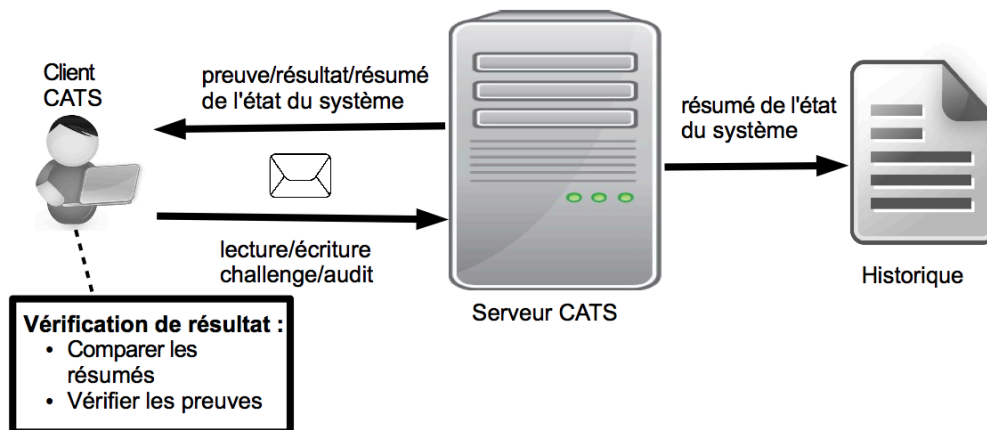 Client
CATS
preuve/résultat/résumé
de l'état du système
lecture/écriture
challenge/audit
Vérification de résultat :
• Comparer les
résumés
• Vérifier les preuves
Serveur CATS
résumé de l'état
du système
Historique